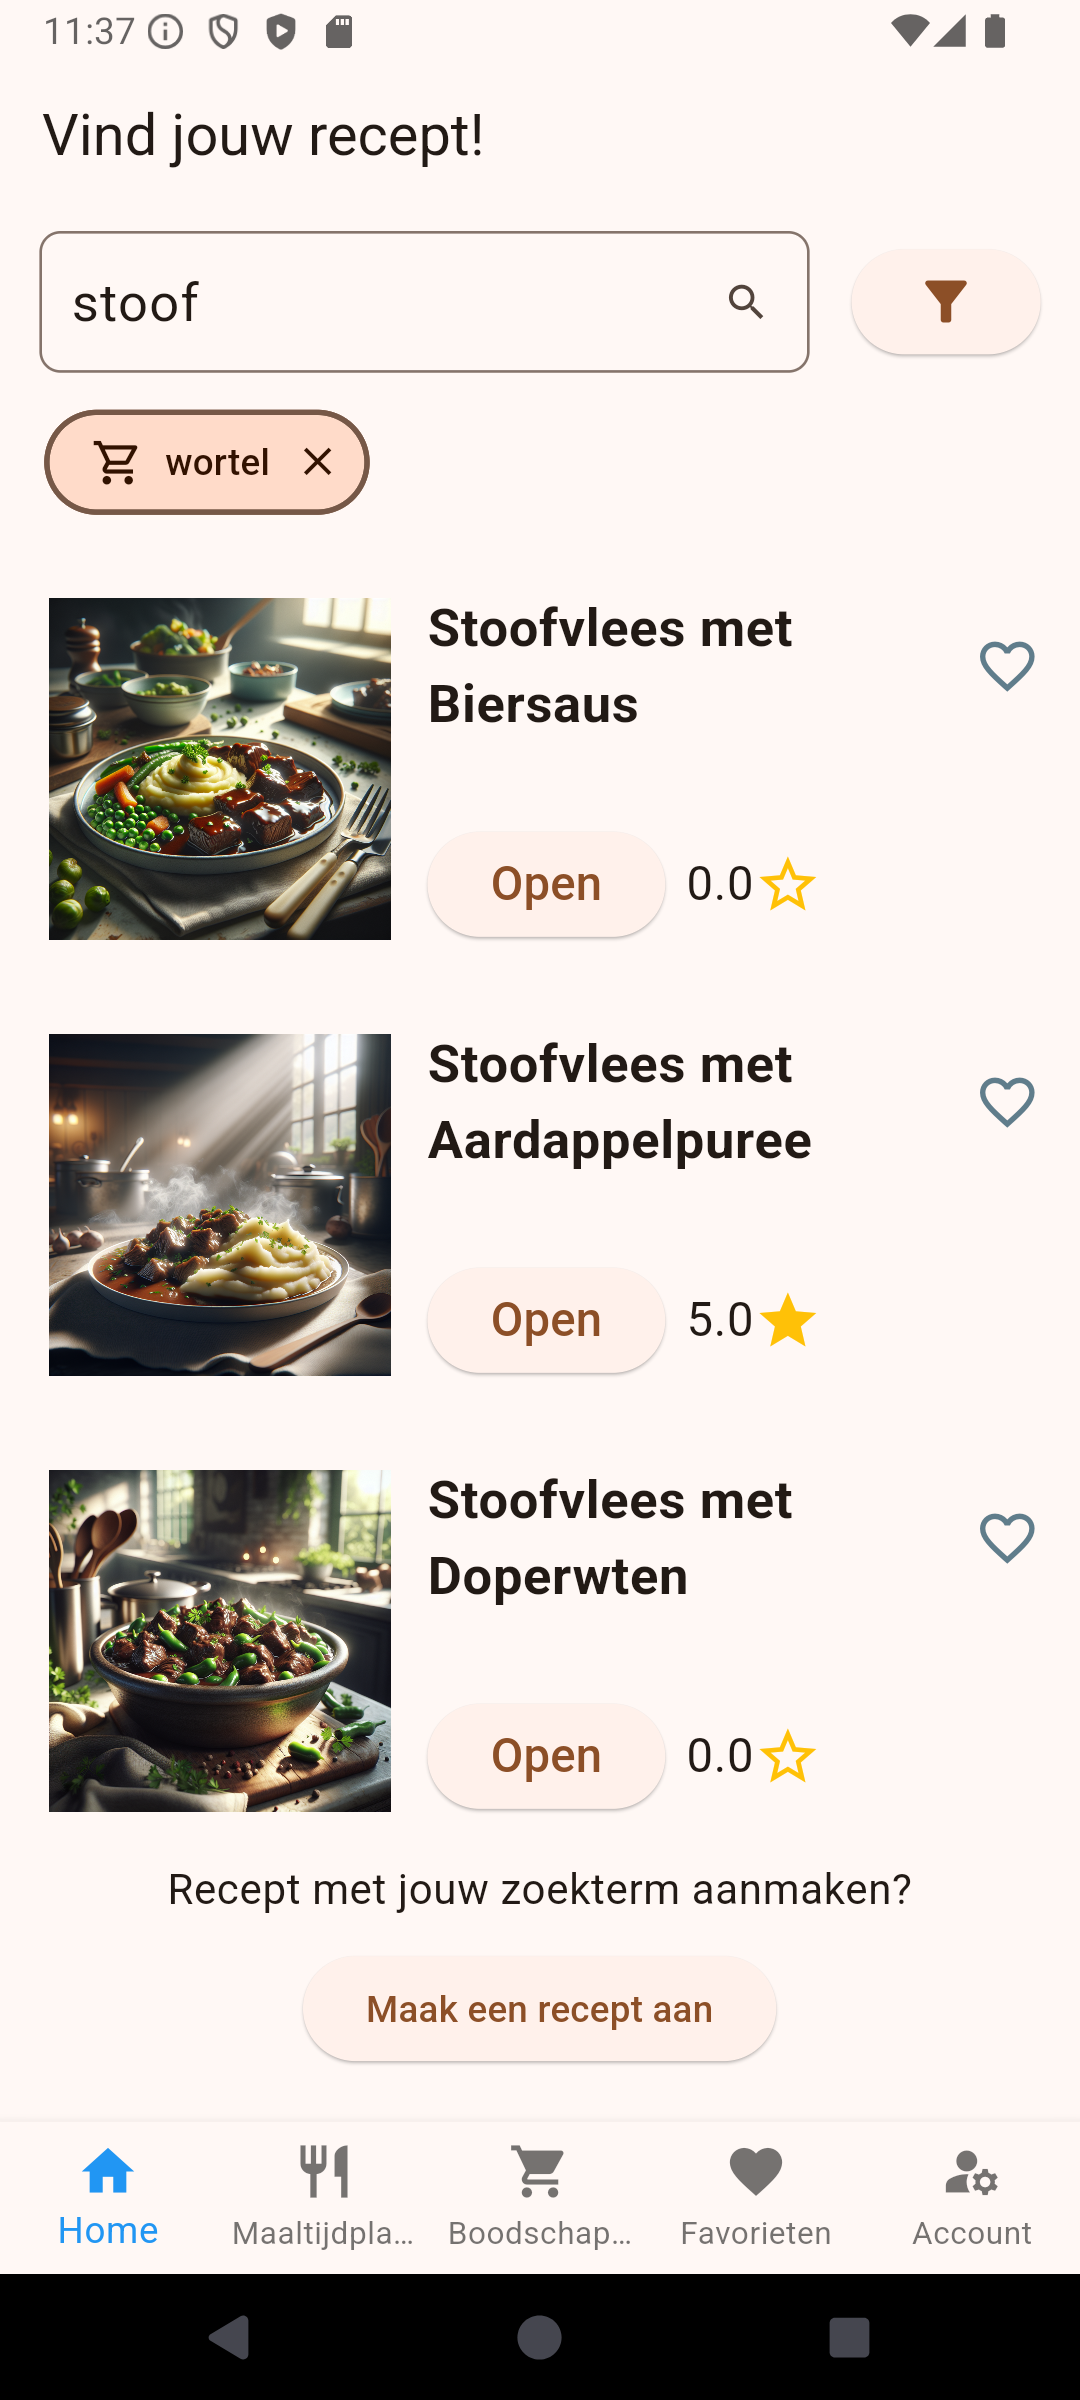 11:37
Vind jouw recept!
stoof
wortel
Stoofvlees met
Biersaus
Open
0.0
Stoofvlees met
Aardappelpuree
Open
5.0
Stoofvlees met
Doperwten
Open
0.0
Recept met jouw zoekterm aanmaken?
Maak een recept aan
Home
Maaltijdpla...
Boodschap...
Favorieten
Account